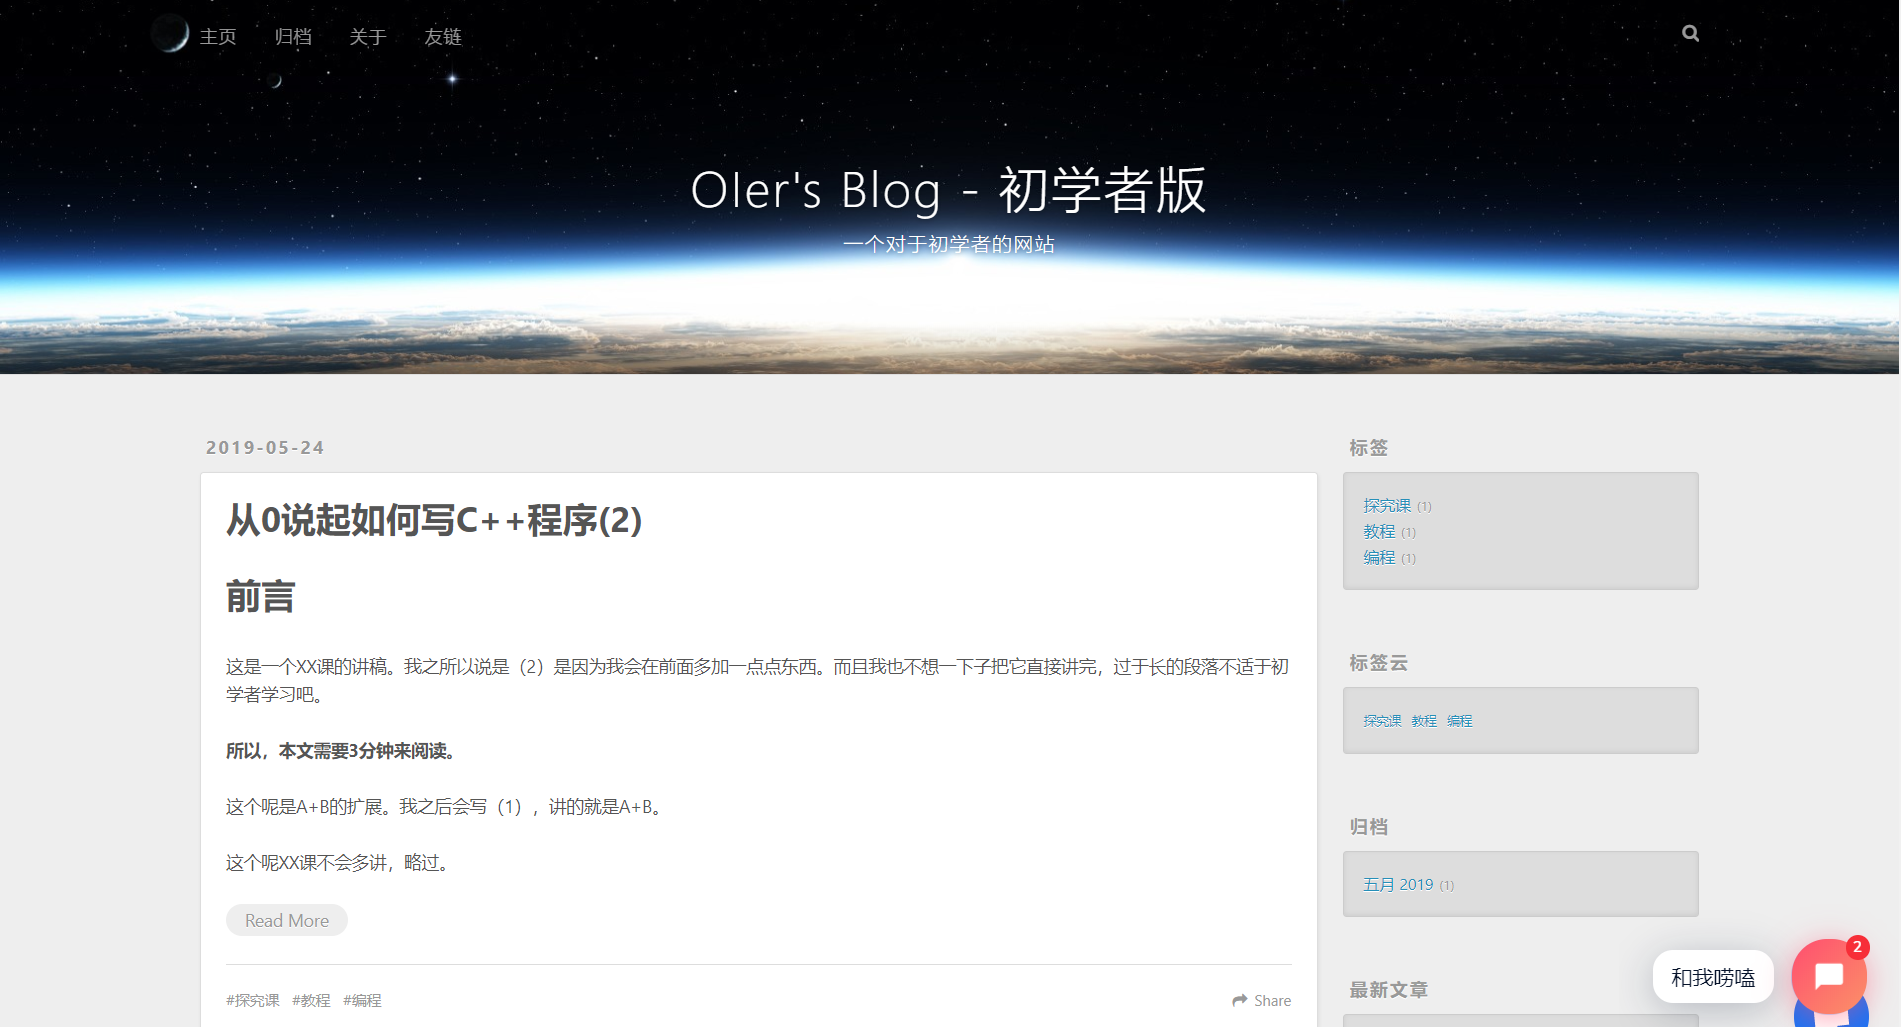 主页 归档 关于 友链
OIer's Blog - 初学者版
一个对于初学者的网站
2019-05-24
从0说起如何写C++程序(2)
前言
这是一个XX课的讲稿。我之所以说是（2）是因为我会在前面多加一点点东西。而且我也不想一下子把它直接讲完，过于长的段落不适于初
学者学习吧。
所以，本文需要3分钟来阅读。
这个呢是A+B的扩展。我之后会写（1），讲的就是A+B。
这个呢XX课不会多讲，略过。
Read More
#探究课 #教程 #编程
Share
标签
探究课 (1)
教程 (1)
编程 (1)
标签云
探究课 教程 编程
归档
五月 2019 (1)
最新文章
和我唠嗑
2